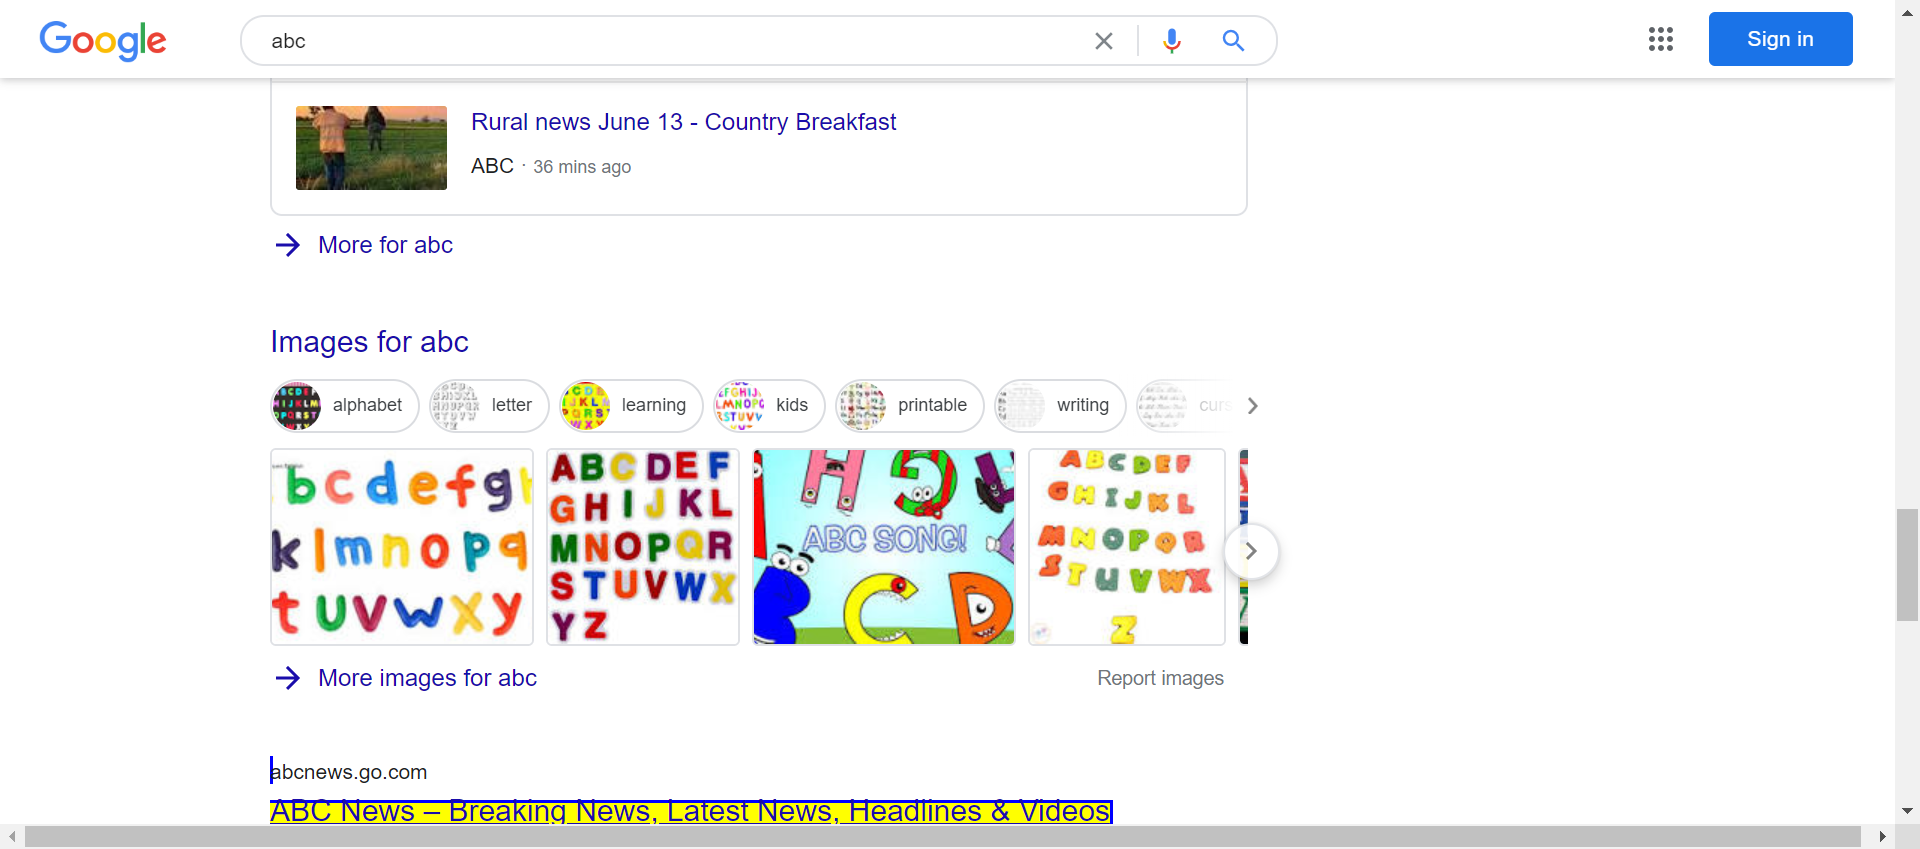 Google
abc
Sign in
Rural news June 13 - Country Breakfast
ABC · 36 mins ago
More for abc
Images for abc
alphabet
letter
learning
kids
printable
writing
curs
bcdefgh
klmnopq
tuvwxy
ABCDEF
GHIJKL
MNOPQR
STUVWX
YZ
H
ABC SONG!
B C D
ABCDEF
GHIJKL
MNOPQR
STUVWX
Z
More images for abc
Report images
abcnews.go.com
ABC News – Breaking News, Latest News, Headlines & Videos